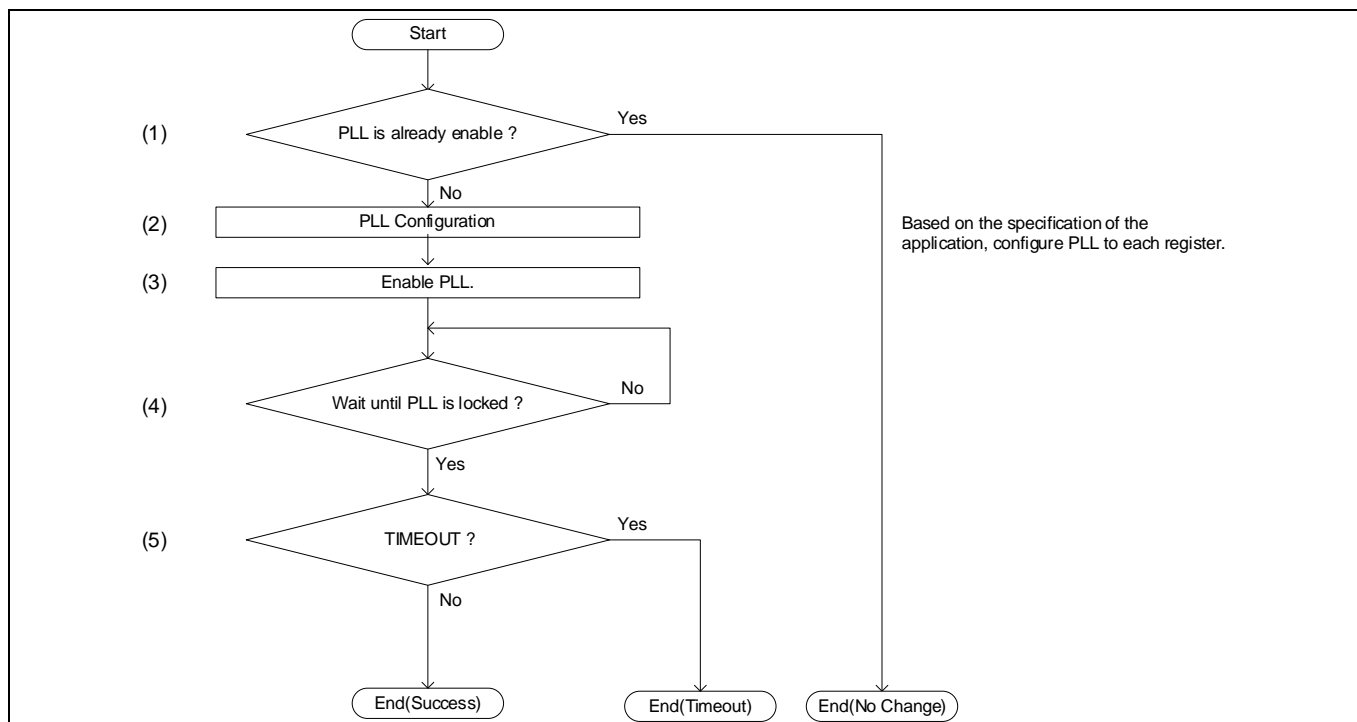 Start
(1)
PLL is already enable ?
Yes
No
(2)
PLL Configuration
Based on the specification of the
application, configure PLL to each register.
(3)
Enable PLL.
(4)
Wait until PLL is locked ?
No
Yes
(5)
TIMEOUT ?
Yes
No
End(Success)
End(Timeout)
End(No Change)